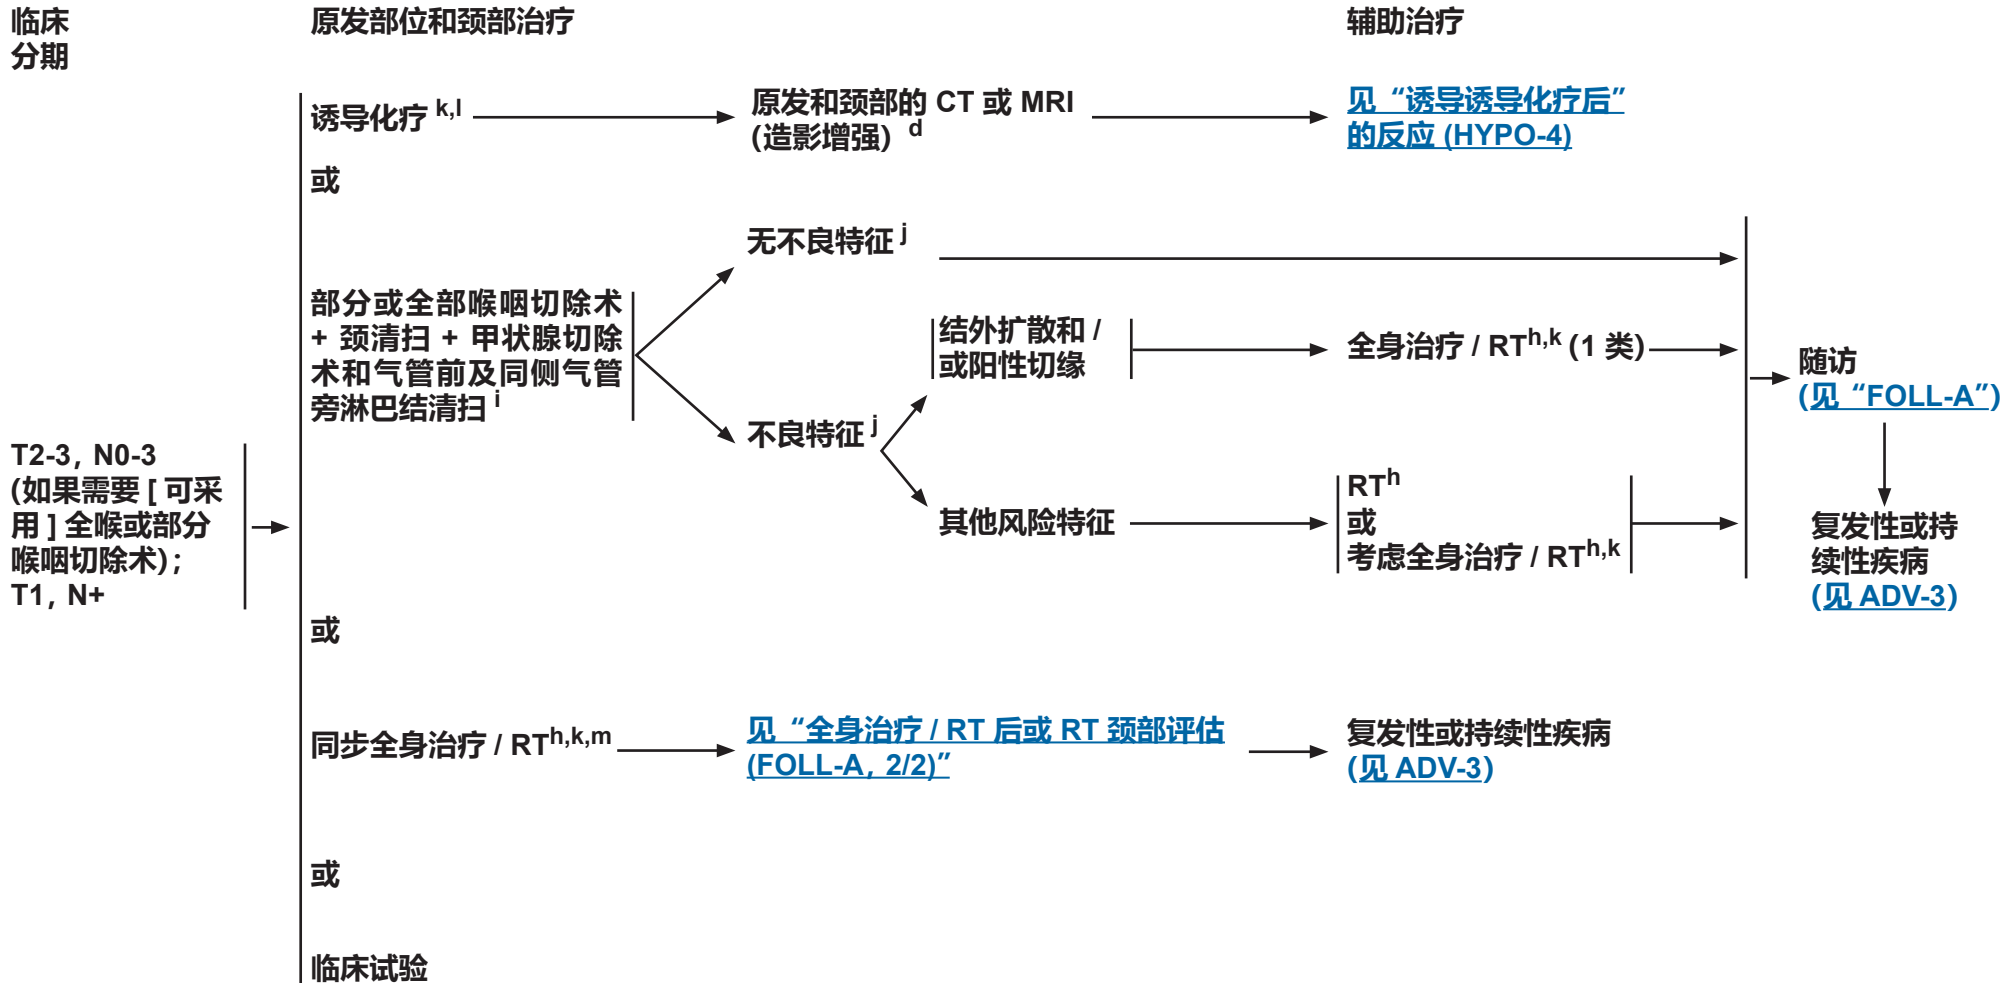 临床
分期
原发部位和颈部治疗
辅助治疗
诱导化疗 k,l
原发和颈部的 CT 或 MRI
(造影增强) d
见 “诱导诱导化疗后”
的反应 (HYPO-4)
或
部分或全部喉咽切除术
+ 颈清扫 + 甲状腺切除
术和气管前及同侧气管
旁淋巴结清扫 i
无不良特征 j
不良特征 j
结外扩散和 /
或阳性切缘
全身治疗 / RTh,k (1 类)
其他风险特征
RTh
或
考虑全身治疗 / RTh,k
随访
(见 “FOLL-A”)
复发性或持
续性疾病
(见 ADV-3)
T2-3, N0-3
(如果需要 [ 可采
用 ] 全喉或部分
喉咽切除术);
T1, N+
或
同步全身治疗 / RTh,k,m
见 “全身治疗 / RT 后或 RT 颈部评估
(FOLL-A, 2/2)”
复发性或持续性疾病
(见 ADV-3)
或
临床试验